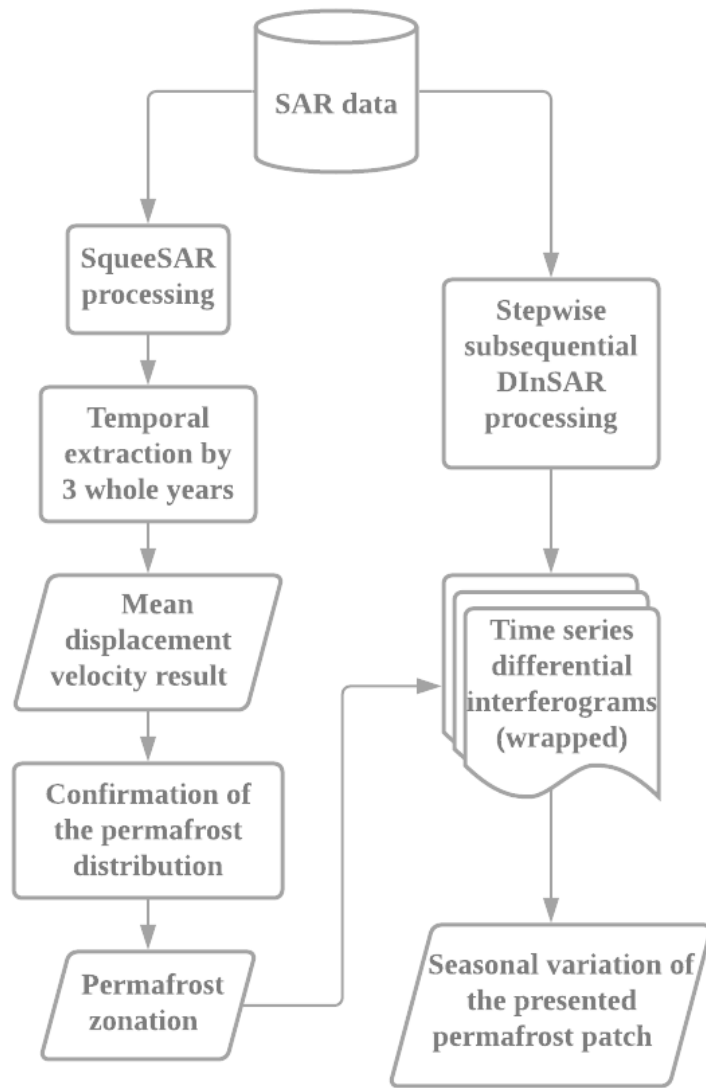 SAR data
SqueeSAR
processing
Temporal
extraction by
3 whole years
Mean
displacement
velocity result
Confirmation of
the permafrost
distribution
Permafrost
zonation
Stepwise
subsequential
DInSAR
processing
Time series
differential
interferograms
(wrapped)
Seasonal variation of
the presented
permafrost patch